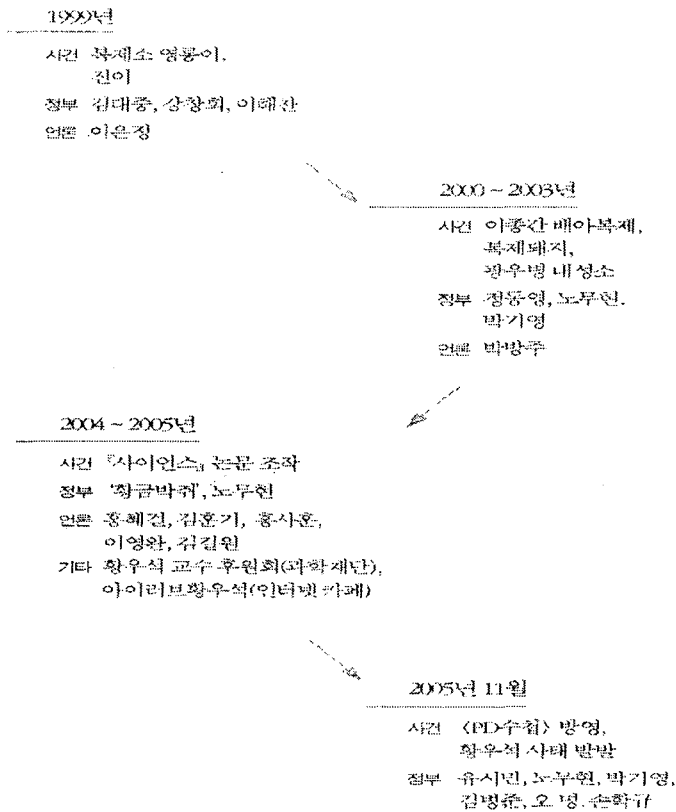 1999년
사건 복제소 영롱이,
진이
정부 김대중, 상창희, 이해찬
언론 이은정
2000 ~ 2003년
사건 이종간 배아복제,
복제돼지,
광우병 내성소
정부 정동영, 노무현,
박기영
언론 박방주
2004 ~ 2005년
사건 『사이언스』 논문 조작
정부 '황금박쥐', 노무현
언론 홍혜걸, 김훈기, 홍사훈,
이영완, 김길원
기타 황우석 교수 후원회(과학재단),
아이러브황우석(인터넷 카페)
2005년 11월
사건 〈PD수첩〉 방영,
황우석 사태 발발
정부 유시민, 노무현, 박기영,
김병준, 오 명, 손학규